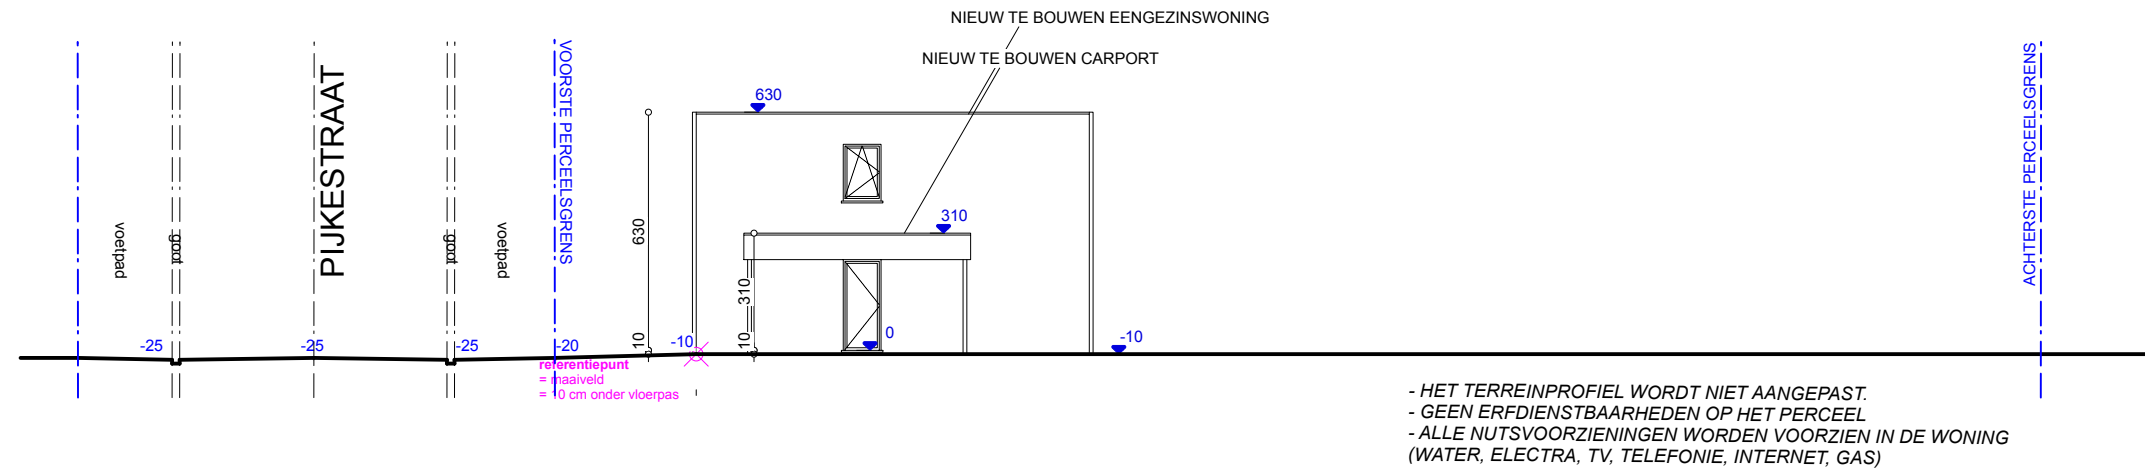 NIEUW TE BOUWEN EENGEZINSWONING
NIEUW TE BOUWEN CARPORT
voetpad
goot
PIJKESTRAAT
goot
voetpad
VOORSTE PERCEELSGRENS
630
630
310
310
10
10
0
-25
-25
-25
-20
-10
-10
ACHTERSTE PERCEELSGRENS
referentiepunt
= maaiveld
= 10 cm onder vloerpas
- HET TERREINPROFIEL WORDT NIET AANGEPAST.
- GEEN ERFDIENSTBAARHEDEN OP HET PERCEEL
- ALLE NUTSVOORZIENINGEN WORDEN VOORZIEN IN DE WONING
(WATER, ELECTRA, TV, TELEFONIE, INTERNET, GAS)